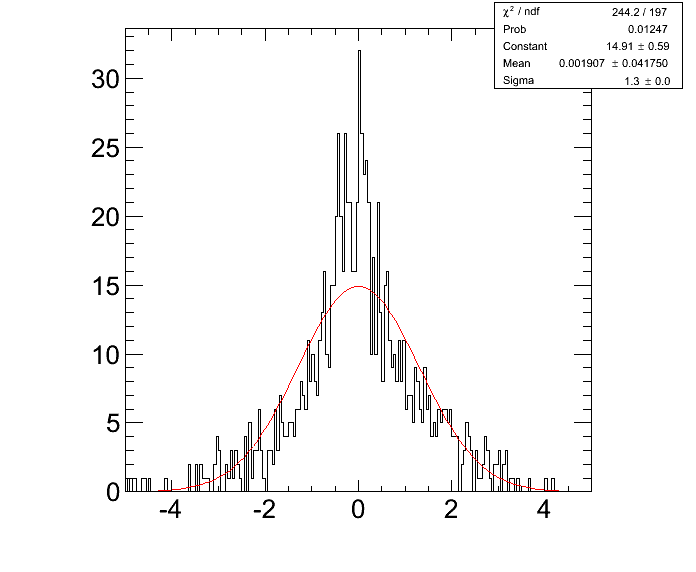 χ² / ndf 244.2 / 197
Prob 0.01247
Constant 14.91 ± 0.59
Mean 0.001907 ± 0.041750
Sigma 1.3 ± 0.0
30
25
20
15
10
5
0
-4 -2 0 2 4